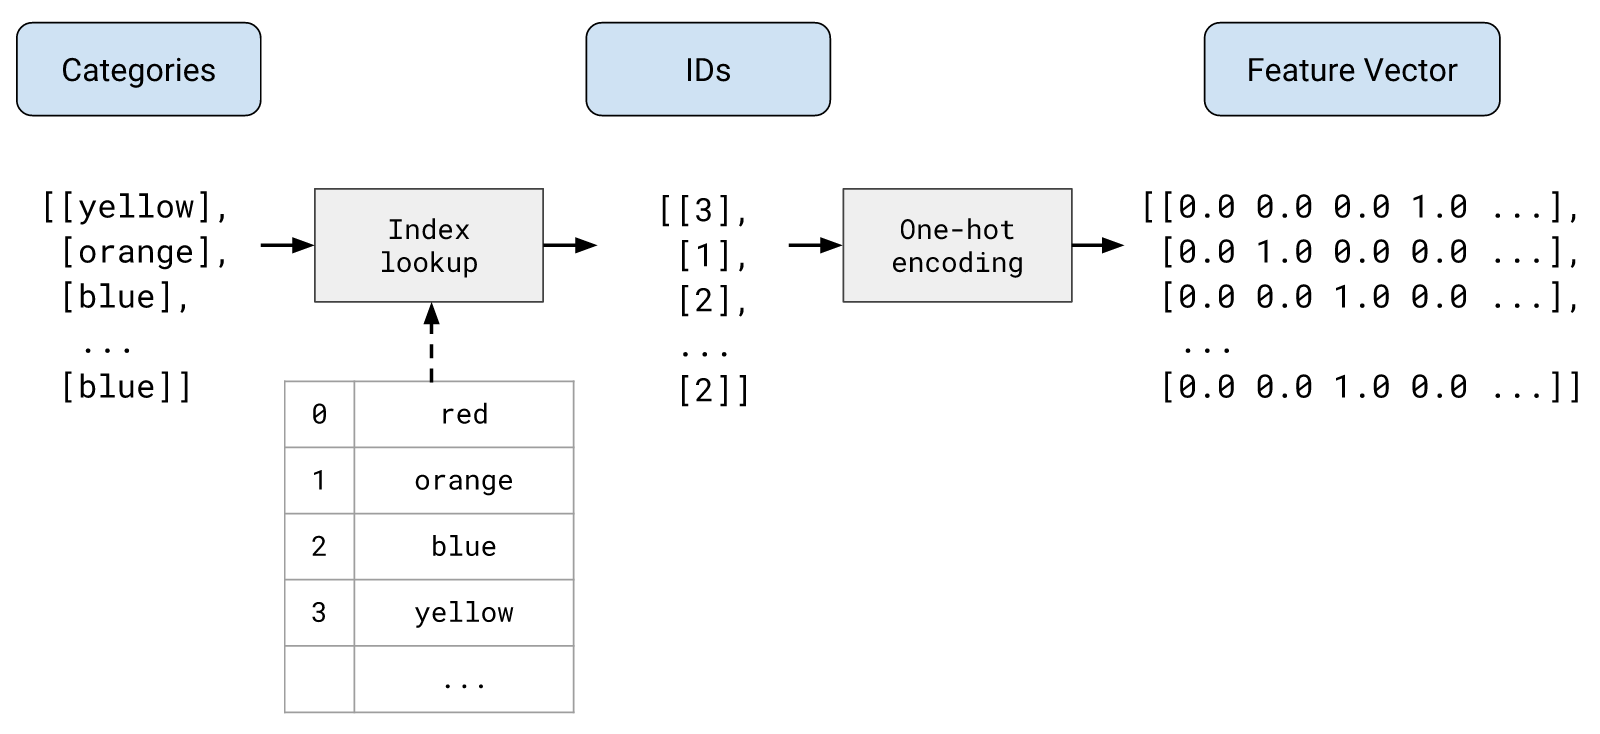 Categories
IDs
Feature Vector
[[yellow],
[orange],
[blue],
...
[blue]]
Index
lookup
0 red
1 orange
2 blue
3 yellow
...
[[3],
[1],
[2],
...
[2]]
One-hot
encoding
[[0.0 0.0 0.0 1.0 ...],
[0.0 1.0 0.0 0.0 ...],
[0.0 0.0 1.0 0.0 ...],
...
[0.0 0.0 1.0 0.0 ...]]